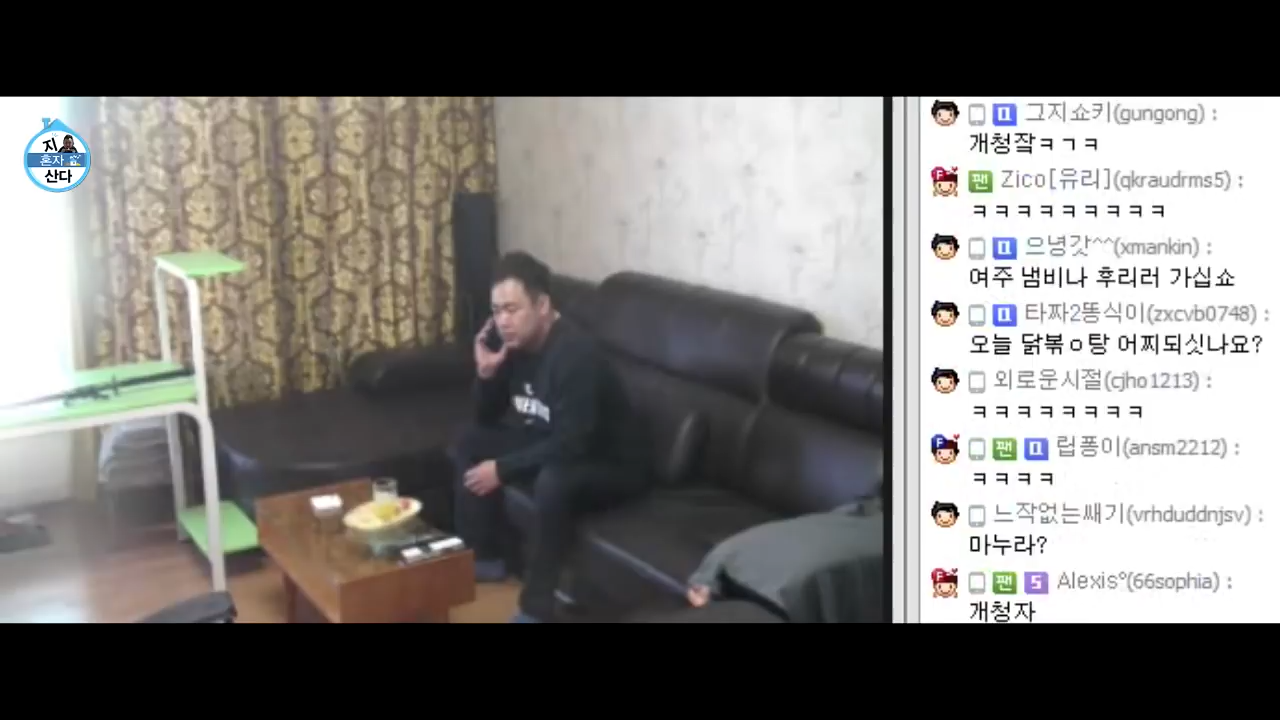 지
혼자
산다
그지쇼키(gungong) :
개청잘ㅋㄱㅋ
팬 Zico[유리](qkraudrms5) :
ㅋㅋㅋㅋㅋㅋㅋㅋㅋ
으녕갓^^(xmankin) :
여주 냄비나 후리러 가십쇼
타짜2똥식이(zxcvb0748) :
오늘 닭볶ㅇ탕 어찌되싯나요?
외로운시절(cjho1213) :
ㅋㅋㅋㅋㅋㅋㅋㅋ
팬 립퐁이(ansm2212) :
ㅋㅋㅋㅋ
느작없는쌔기(vrhduddnjsv) :
마누라?
팬 S Alexis°(66sophia) :
개청자